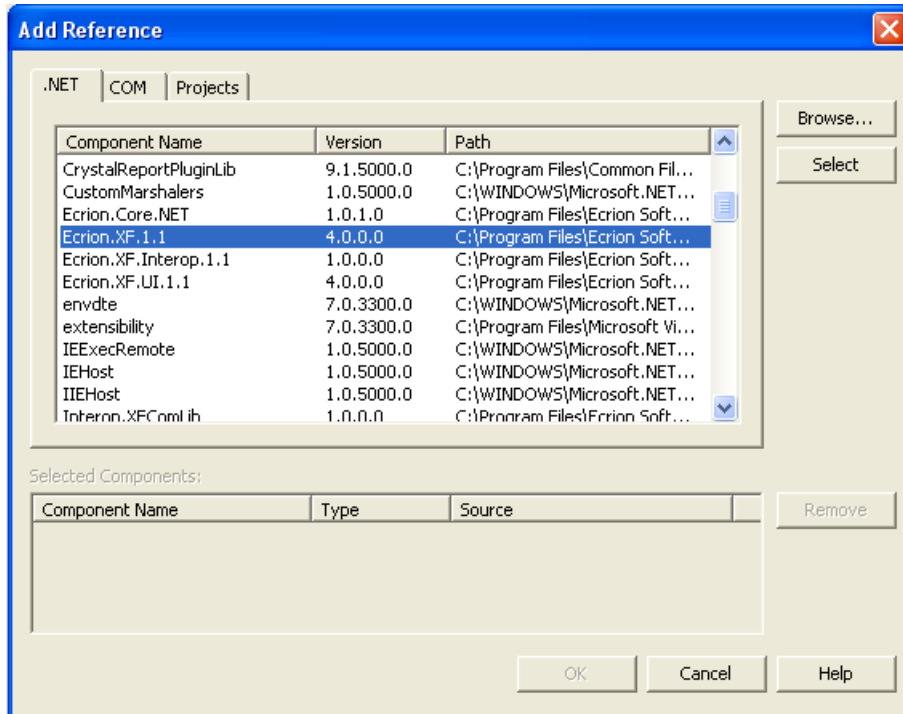 Add Reference
.NET COM Projects
Browse...
Select
Component Name Version Path
CrystalReportPluginLib 9.1.5000.0 C:\Program Files\Common Fil...
CustomMarshalers 1.0.5000.0 C:\WINDOWS\Microsoft.NET...
Ecrion.Core.NET 1.0.1.0 C:\Program Files\Ecrion Soft...
Ecrion.XF.1.1 4.0.0.0 C:\Program Files\Ecrion Soft...
Ecrion.XF.Interop.1.1 1.0.0.0 C:\Program Files\Ecrion Soft...
Ecrion.XF.UI.1.1 4.0.0.0 C:\Program Files\Ecrion Soft...
envdte 7.0.3300.0 C:\WINDOWS\Microsoft.NET...
extensibility 7.0.3300.0 C:\Program Files\Microsoft Vi...
IEExecRemote 1.0.5000.0 C:\WINDOWS\Microsoft.NET...
IEHost 1.0.5000.0 C:\WINDOWS\Microsoft.NET...
IIEHost 1.0.5000.0 C:\WINDOWS\Microsoft.NET...
Interop.XFComLib 1.0.0.0 C:\Program Files\Ecrion Soft...
Selected Components:
Component Name Type Source
Remove
OK Cancel Help